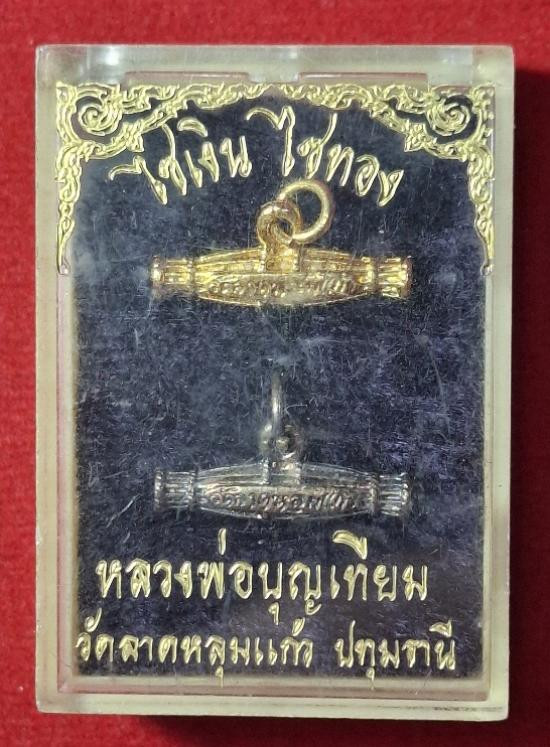 ไซเงิน ไซทอง
หลวงพ่อบุญเทียม
วัดลาดหลุมแก้ว ปทุมธานี